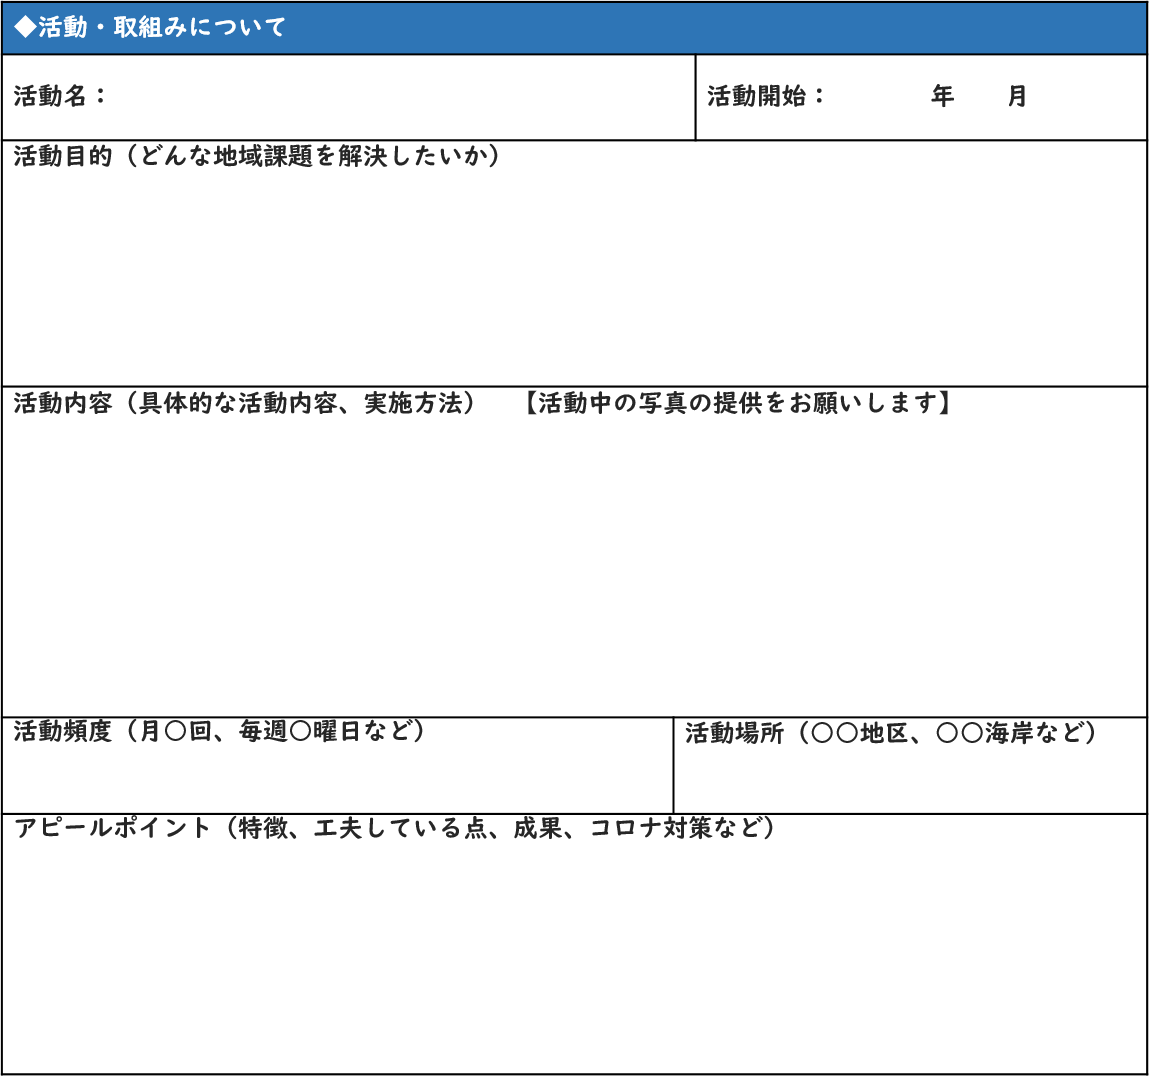 ◆活動・取組みについて
活動名：
活動開始：　　　　年　　月
活動目的（どんな地域課題を解決したいか）
活動内容（具体的な活動内容、実施方法）　【活動中の写真の提供をお願いします】
活動頻度（月〇回、毎週〇曜日など）
活動場所（〇〇地区、〇〇海岸など）
アピールポイント（特徴、工夫している点、成果、コロナ対策など）